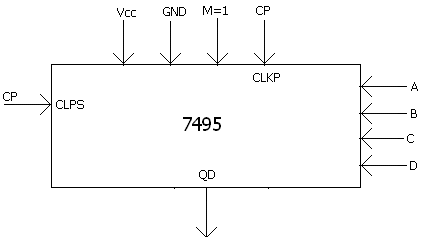 Vcc GND M=1 CP
CLKP
A
CP CLPS
B
7495
C
D
QD